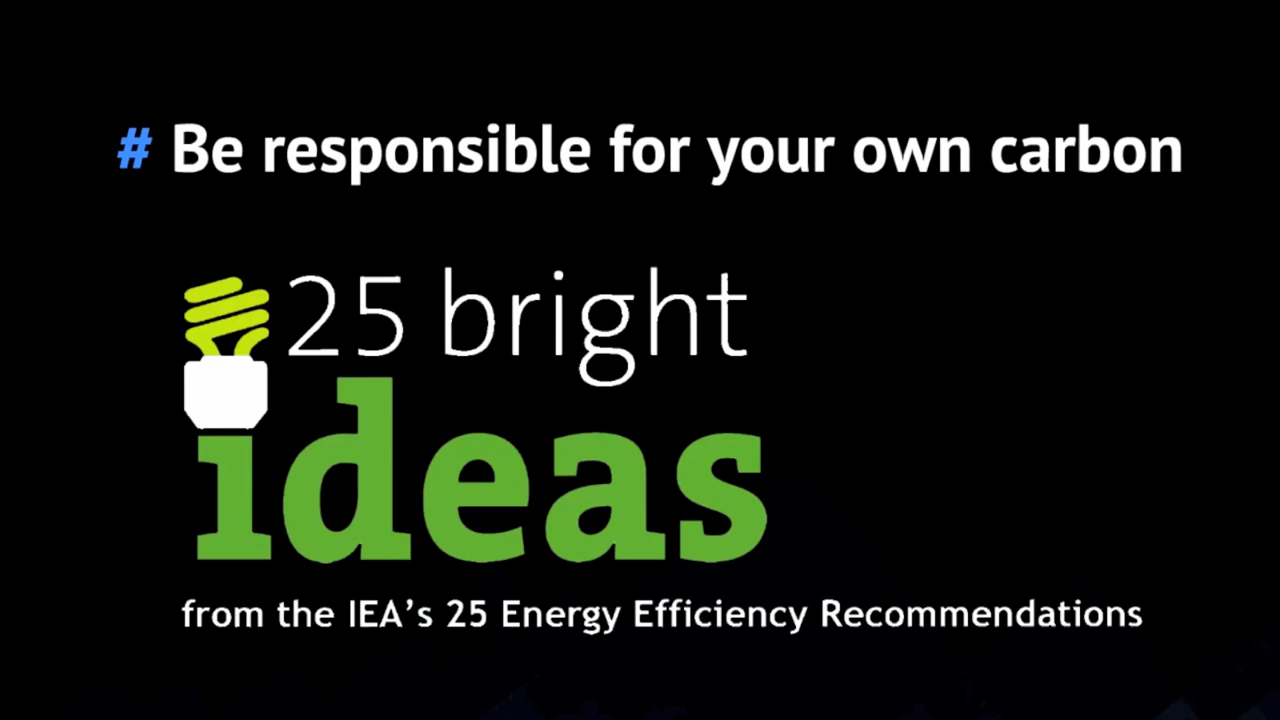 # Be responsible for your own carbon
25 bright
ideas
from the IEA’s 25 Energy Efficiency Recommendations